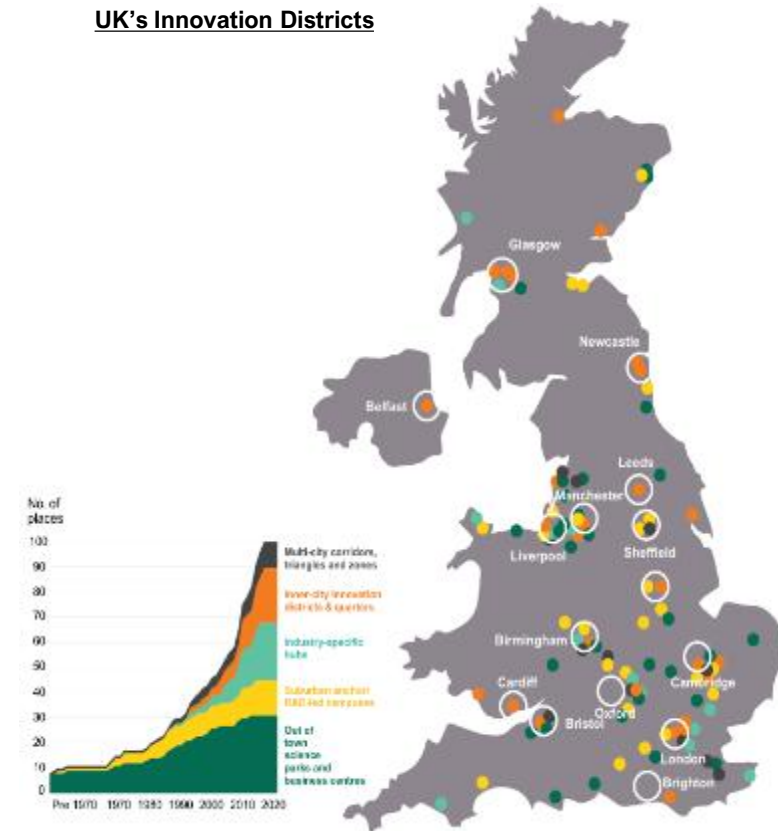 UK's Innovation Districts
Glasgow
Newcastle
Belfast
Leeds
Manchester
Liverpool
Sheffield
Birmingham
Cambridge
Cardiff
Oxford
Bristol
London
Brighton
No. of
places
100
90
80
70
60
50
40
30
20
10
0
Pre 1970 1970 1980 1990 2000 2010 2020
Multi-city corridors,
triangles and zones
Inner-city innovation
districts & quarters
Industry-specific
hubs
Suburban anchor/
R&D-led campuses
Out of
town
science
parks and
business centres